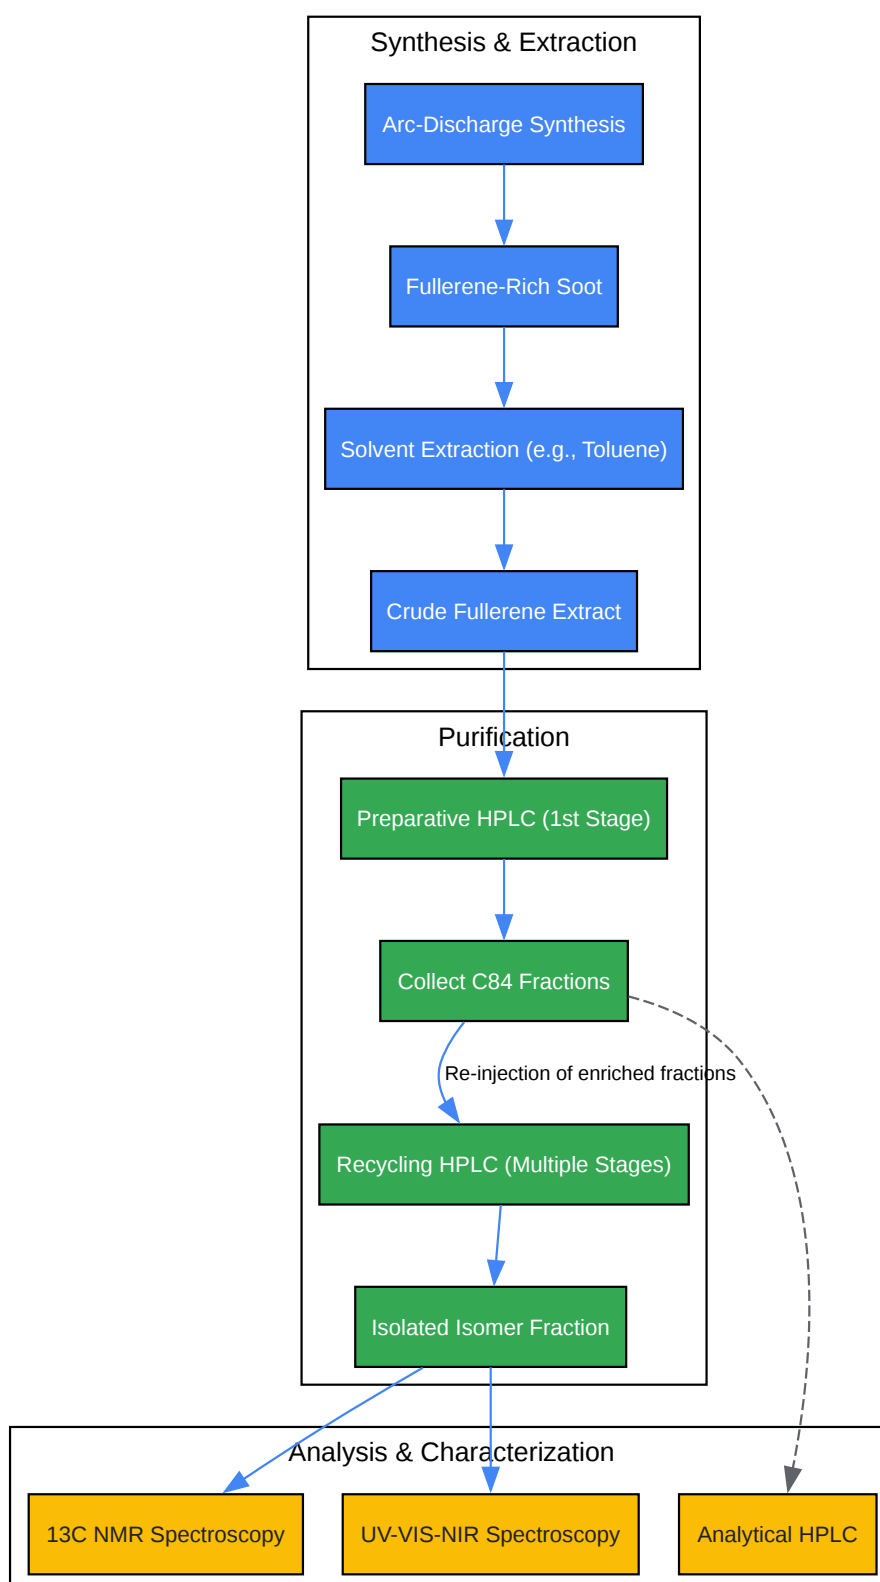 Synthesis & Extraction
Arc-Discharge Synthesis
Fullerene-Rich Soot
Solvent Extraction (e.g., Toluene)
Crude Fullerene Extract
Purification
Preparative HPLC (1st Stage)
Collect C84 Fractions
Re-injection of enriched fractions
Recycling HPLC (Multiple Stages)
Isolated Isomer Fraction
Analysis & Characterization
13C NMR Spectroscopy
UV-VIS-NIR Spectroscopy
Analytical HPLC